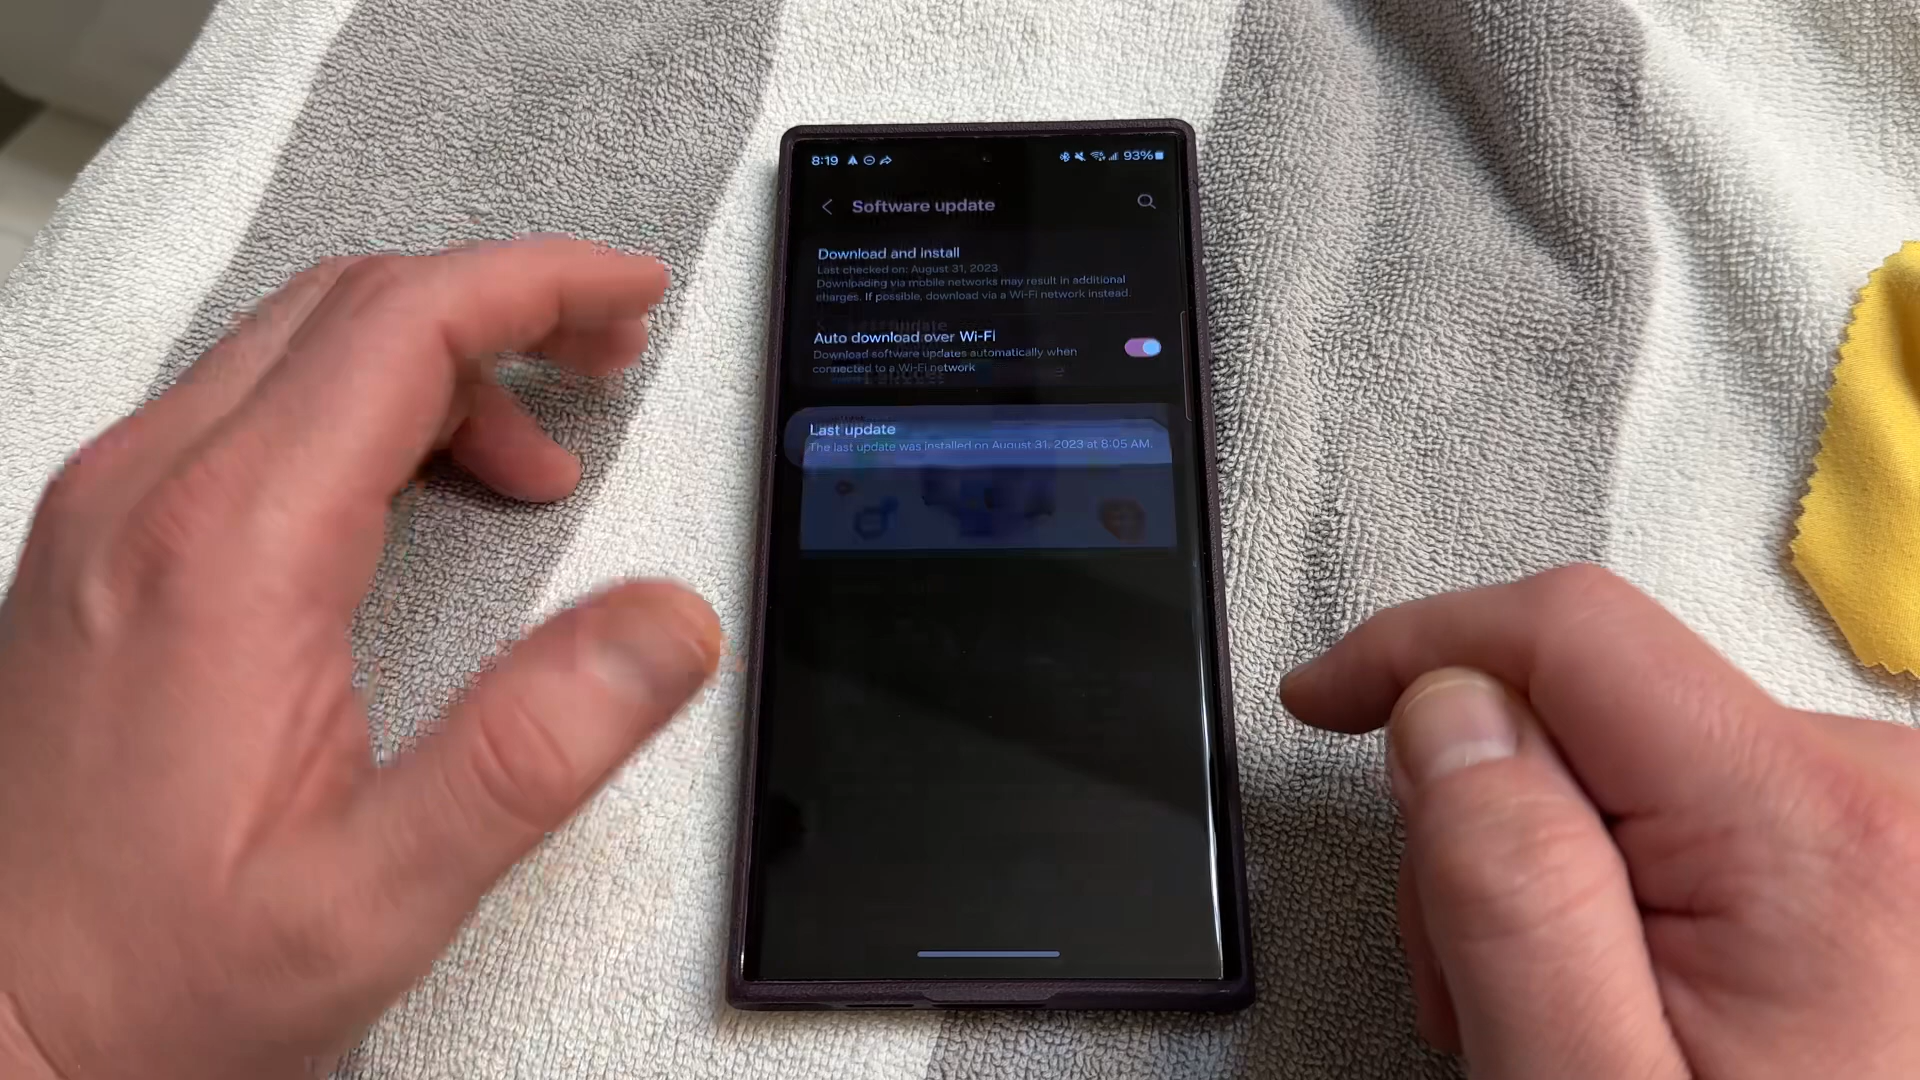 8:19
93%
Software update
Download and install
Last checked on: August 31, 2023
Downloading via mobile networks may result in additional
charges. If possible, download via a Wi-Fi network instead.
Auto download over Wi-Fi
Download software updates automatically when
connected to a Wi-Fi network
Last update
The last update was installed on August 31, 2023 at 8:05 AM.